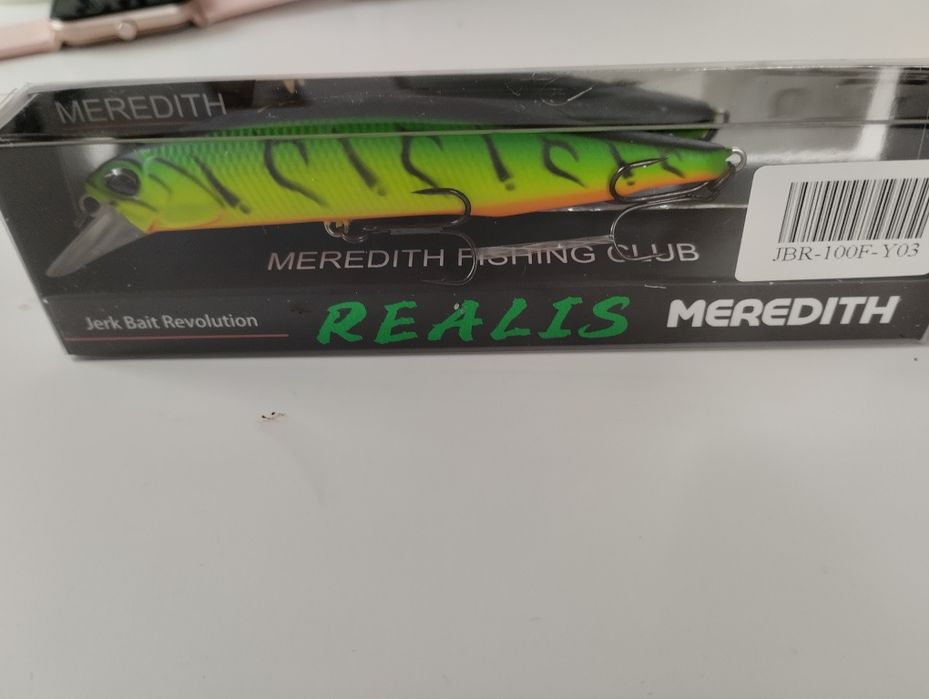 MEREDITH
JBR-100F-Y03
MEREDITH FISHING CLUB
Jerk Bait Revolution
REALIS
MEREDITH